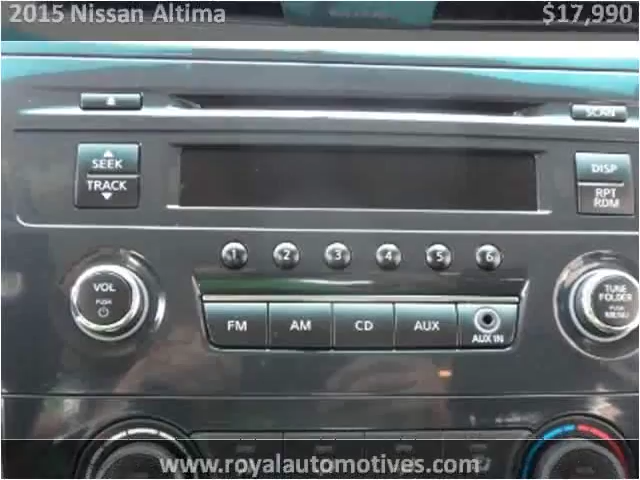 2015 Nissan Altima
$17,990
SCAN
SEEK
TRACK
DISP
RPT
RDM
1 2 3 4 5 6
VOL
PUSH
TUNE
FOLDER
PUSH
MENU
FM AM CD AUX
AUX IN
www.royalautomotives.com